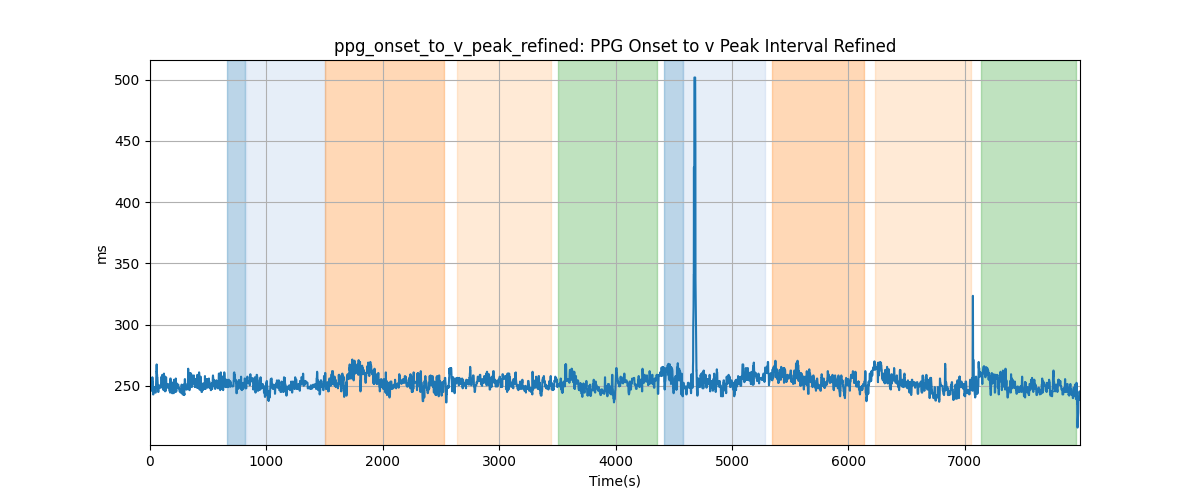 ppg_onset_to_v_peak_refined: PPG Onset to v Peak Interval Refined
500
450
400
350
300
250
ms
0 1000 2000 3000 4000 5000 6000 7000
Time(s)